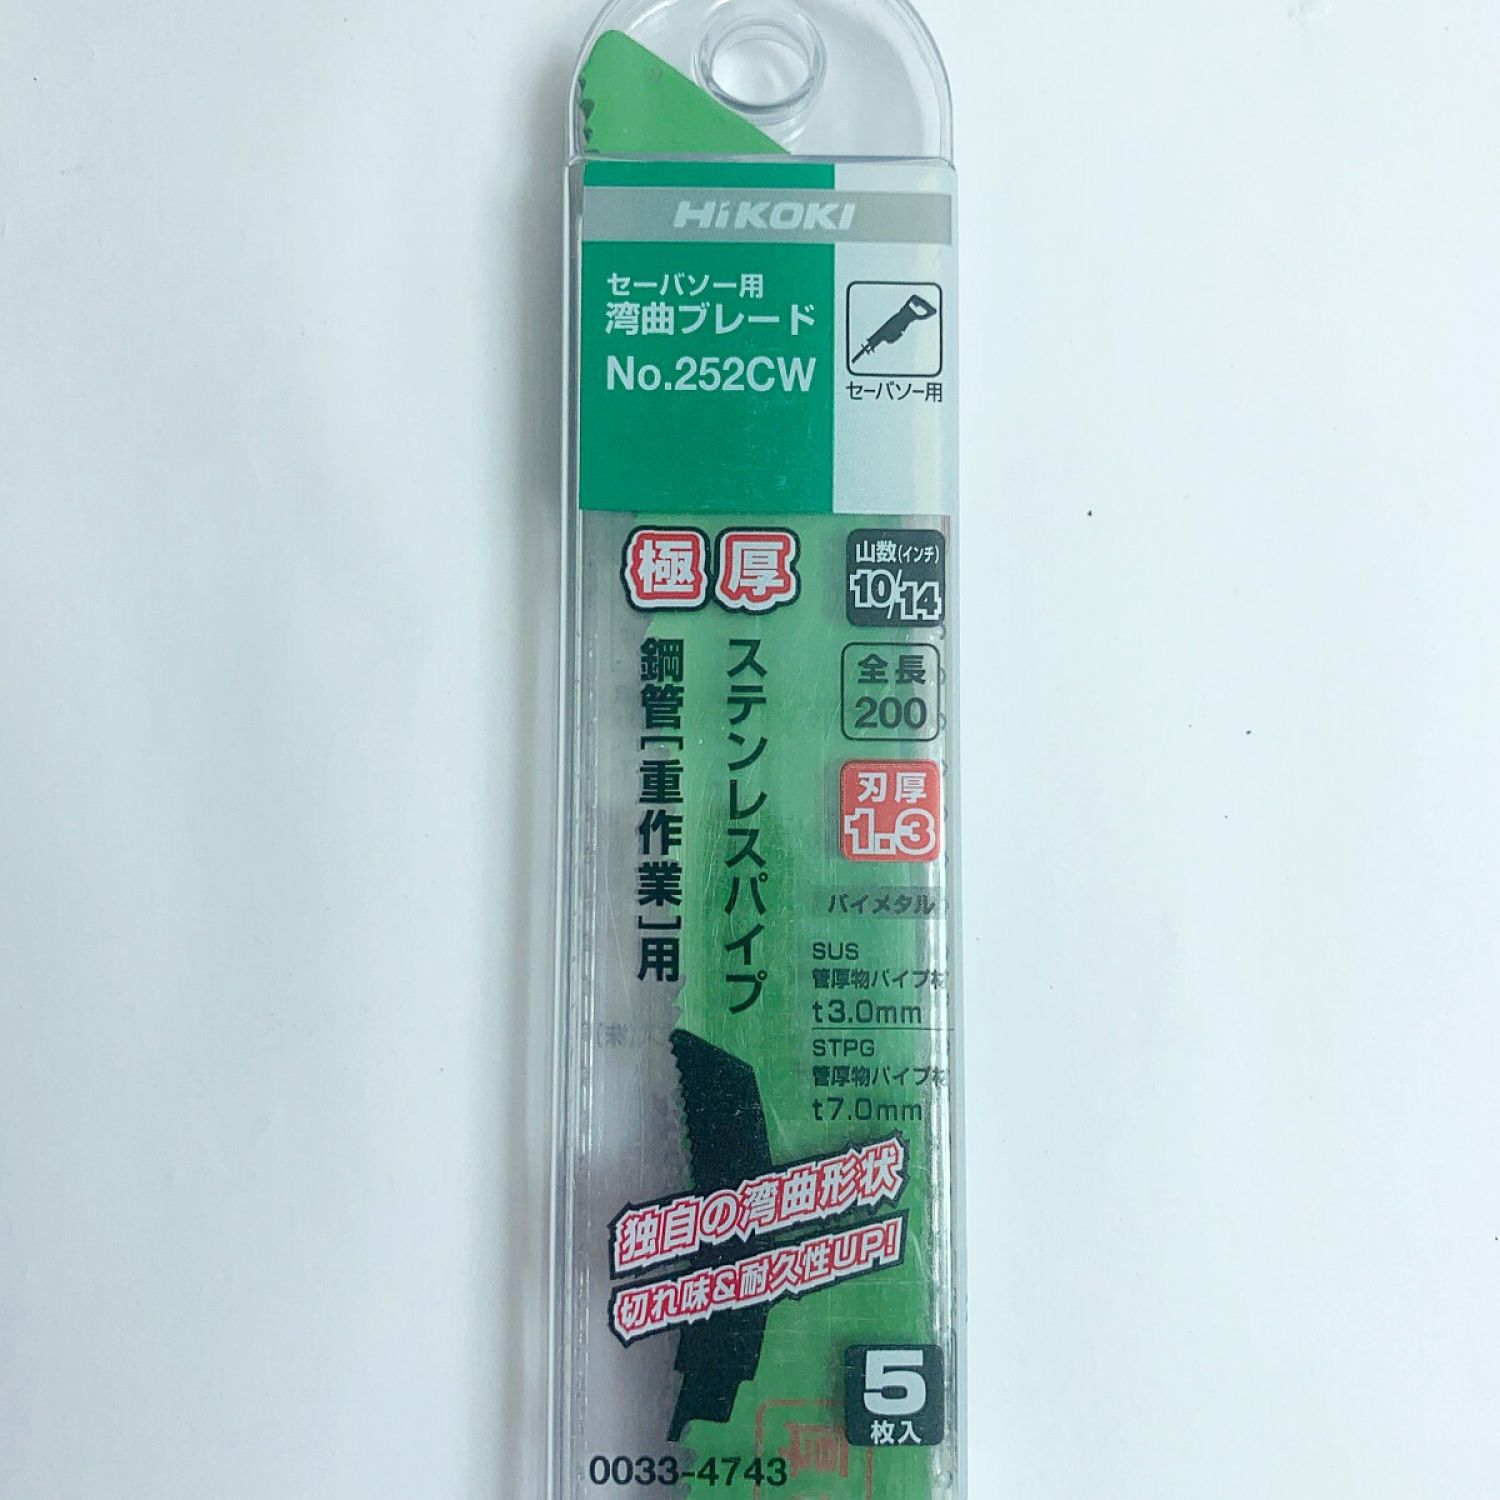 HiKOKI
セーバソー用
湾曲ブレード
No.252CW
セーバソー用
極厚
ステンレスパイプ
鋼管[重作業]用
山数(インチ)
10/14
全長
200
刃厚
1.3
バイメタル
SUS
管厚物パイプ材
t3.0mm
STPG
管厚物パイプ材
t7.0mm
独自の湾曲形状
切れ味&耐久性UP!
5
枚入
0033-4743